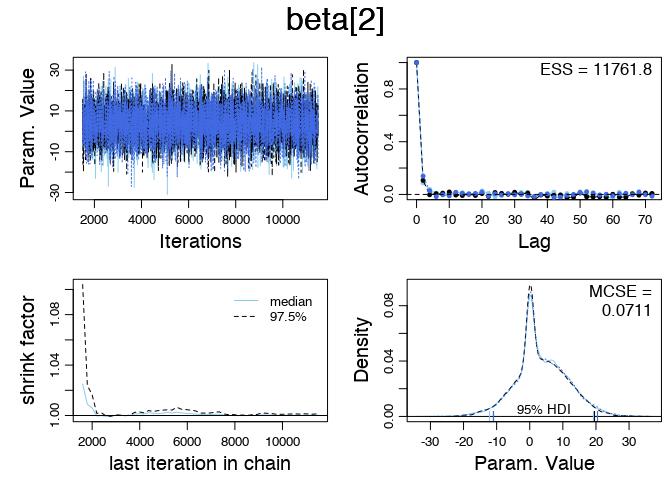 beta[2]
Param. Value
30
10
-10
-30
2000 4000 6000 8000 10000
Iterations
ESS = 11761.8
Autocorrelation
0.8
0.4
0.0
0 10 20 30 40 50 60 70
Lag
shrink factor
1.08
1.04
1.00
median
97.5%
2000 4000 6000 8000 10000
last iteration in chain
MCSE =
0.0711
Density
0.08
0.04
0.00
95% HDI
-30 -20 -10 0 10 20 30
Param. Value